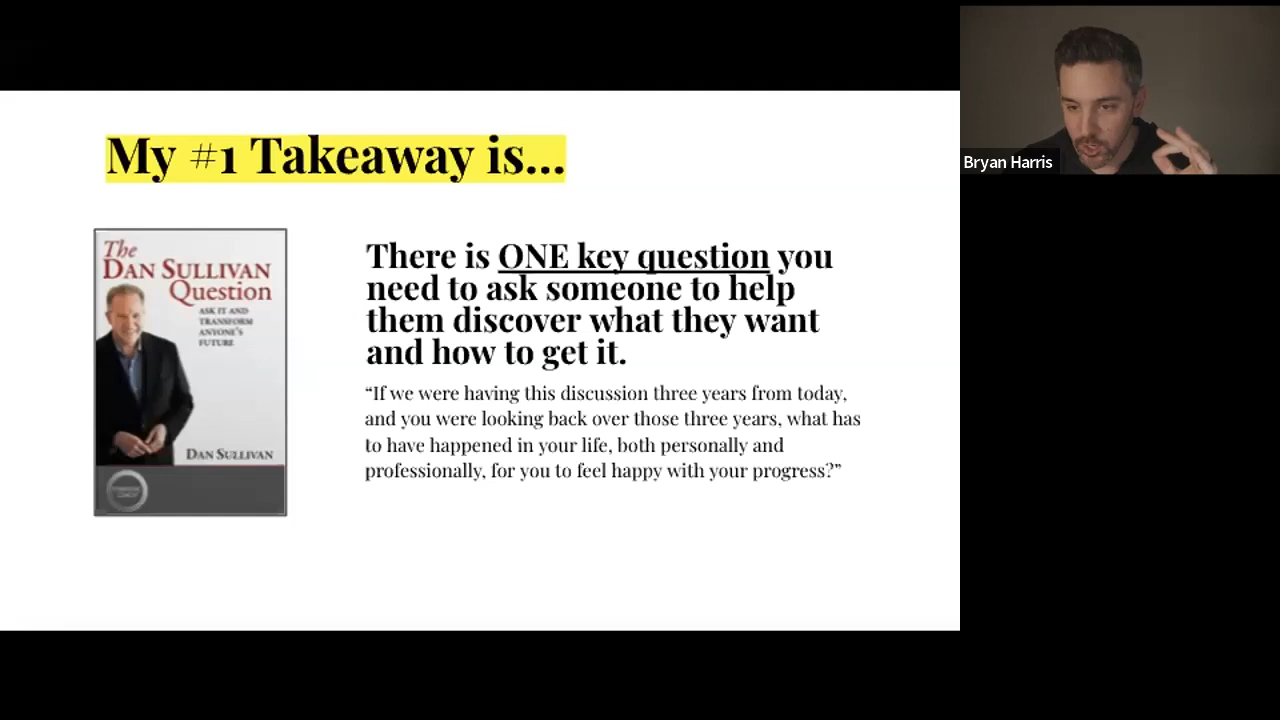 My #1 Takeaway is...
The
DAN SULLIVAN
Question
ASK IT AND
TRANSFORM
ANYONE'S
FUTURE
DAN SULLIVAN
There is ONE key question you
need to ask someone to help
them discover what they want
and how to get it.
“If we were having this discussion three years from today,
and you were looking back over those three years, what has
to have happened in your life, both personally and
professionally, for you to feel happy with your progress?”
Bryan Harris